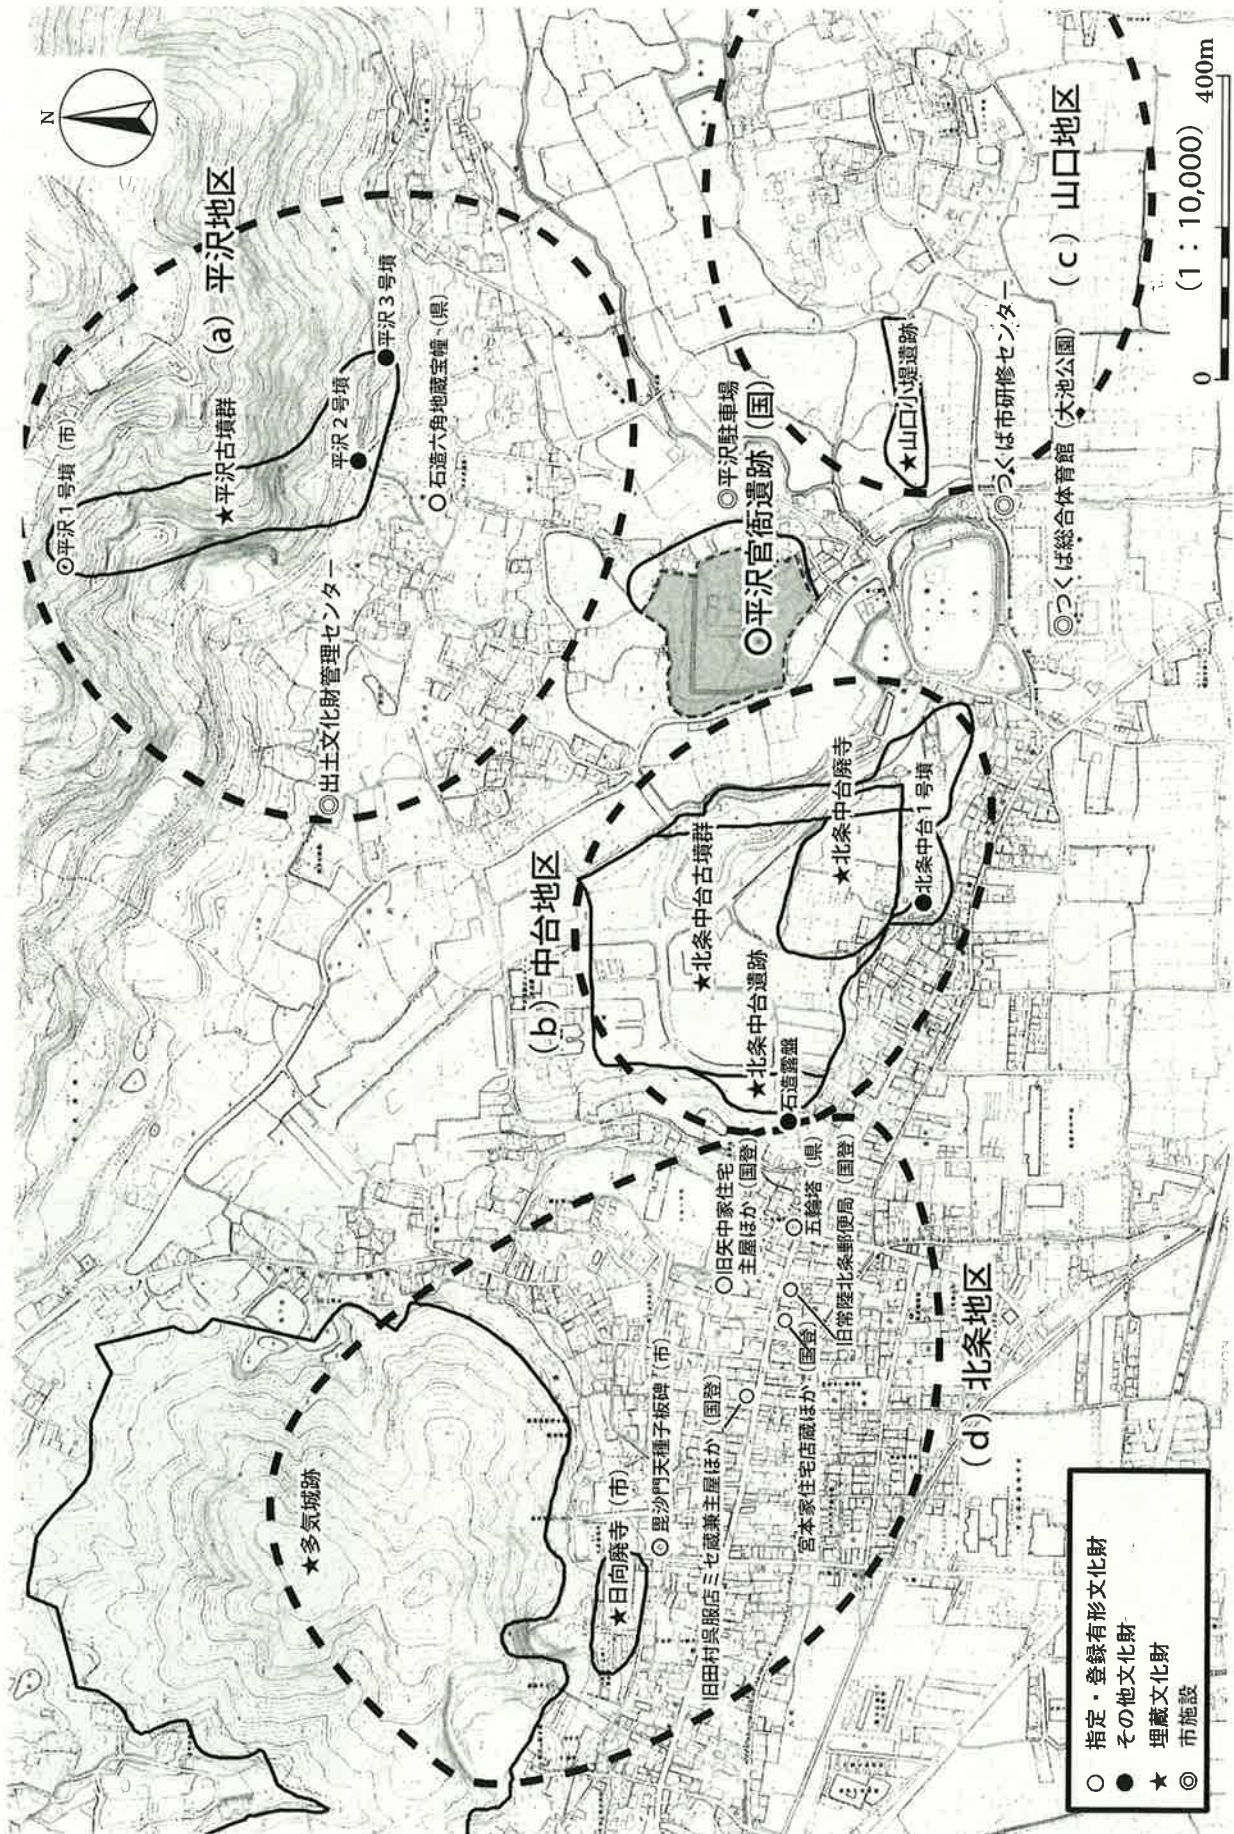 N
(a) 平沢地区
◎平沢1号墳(市)
★平沢古墳群
平沢2号墳
●平沢3号墳
○石造六角地蔵宝幢(県)
◎出土文化財管理センター
◎平沢駐車場
◎平沢官衙遺跡(国)
(b) 中台地区
★北条中台古墳群
★北条中台遺跡
★北条中台廃寺
●北条中台1号墳
●石造露盤
★山口小堤遺跡
◎つくば市研修センター
◎つくば総合体育館(大池公園)
(c) 山口地区
(1:10,000)
0
400m
★多気城跡
★日向廃寺(市)
○毘沙門天種子板碑(市)
○旧矢中家住宅
主屋ほか(国登)
○五輪塔(県)
旧常陸北条郵便局(国登)
宮本家住宅店蔵ほか(国登)
旧田村呉服店ミセ蔵兼主屋ほか(国登)
(d) 北条地区
○ 指定・登録有形文化財
● その他文化財
★ 埋蔵文化財
◎ 市施設